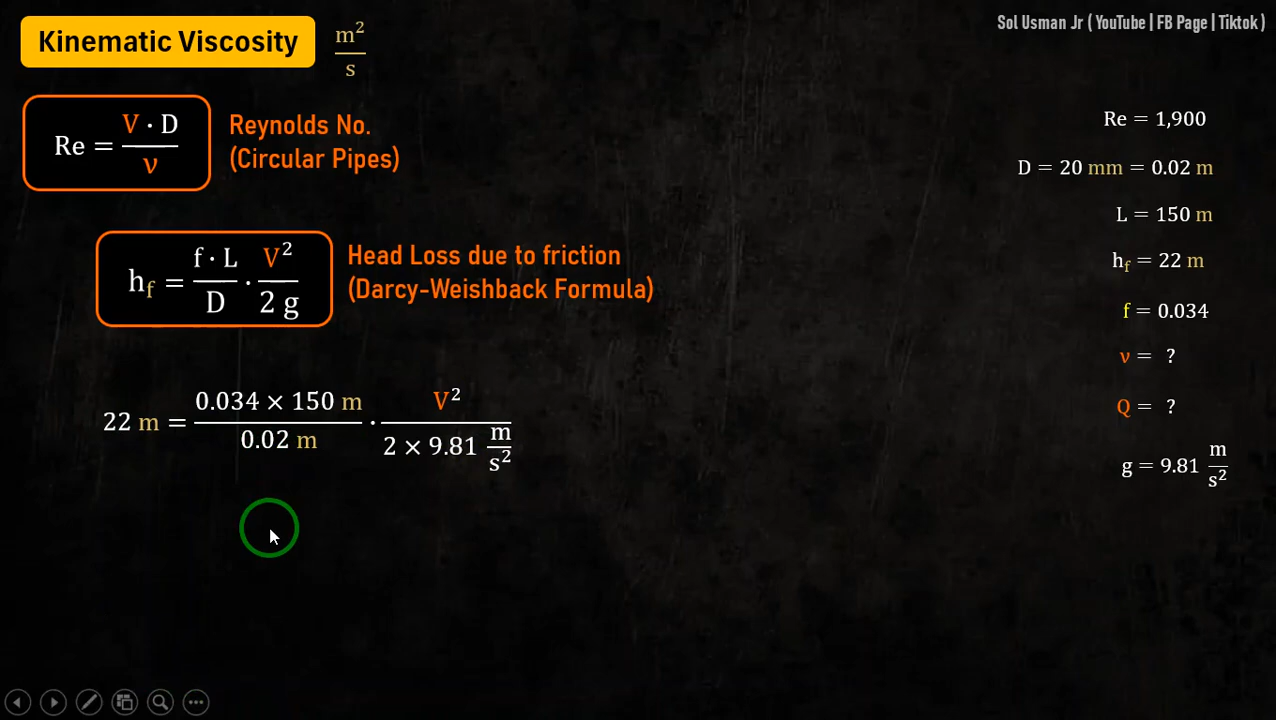 Kinematic Viscosity m²/s
Sol Usman Jr ( YouTube | FB Page | Tiktok )
Re = V · D / ν
Reynolds No.
(Circular Pipes)
h_f = f · L / D · V² / 2 g
Head Loss due to friction
(Darcy-Weishback Formula)
22 m = 0.034 × 150 m / 0.02 m · V² / 2 × 9.81 m/s²
Re = 1,900
D = 20 mm = 0.02 m
L = 150 m
h_f = 22 m
f = 0.034
ν = ?
Q = ?
g = 9.81 m/s²